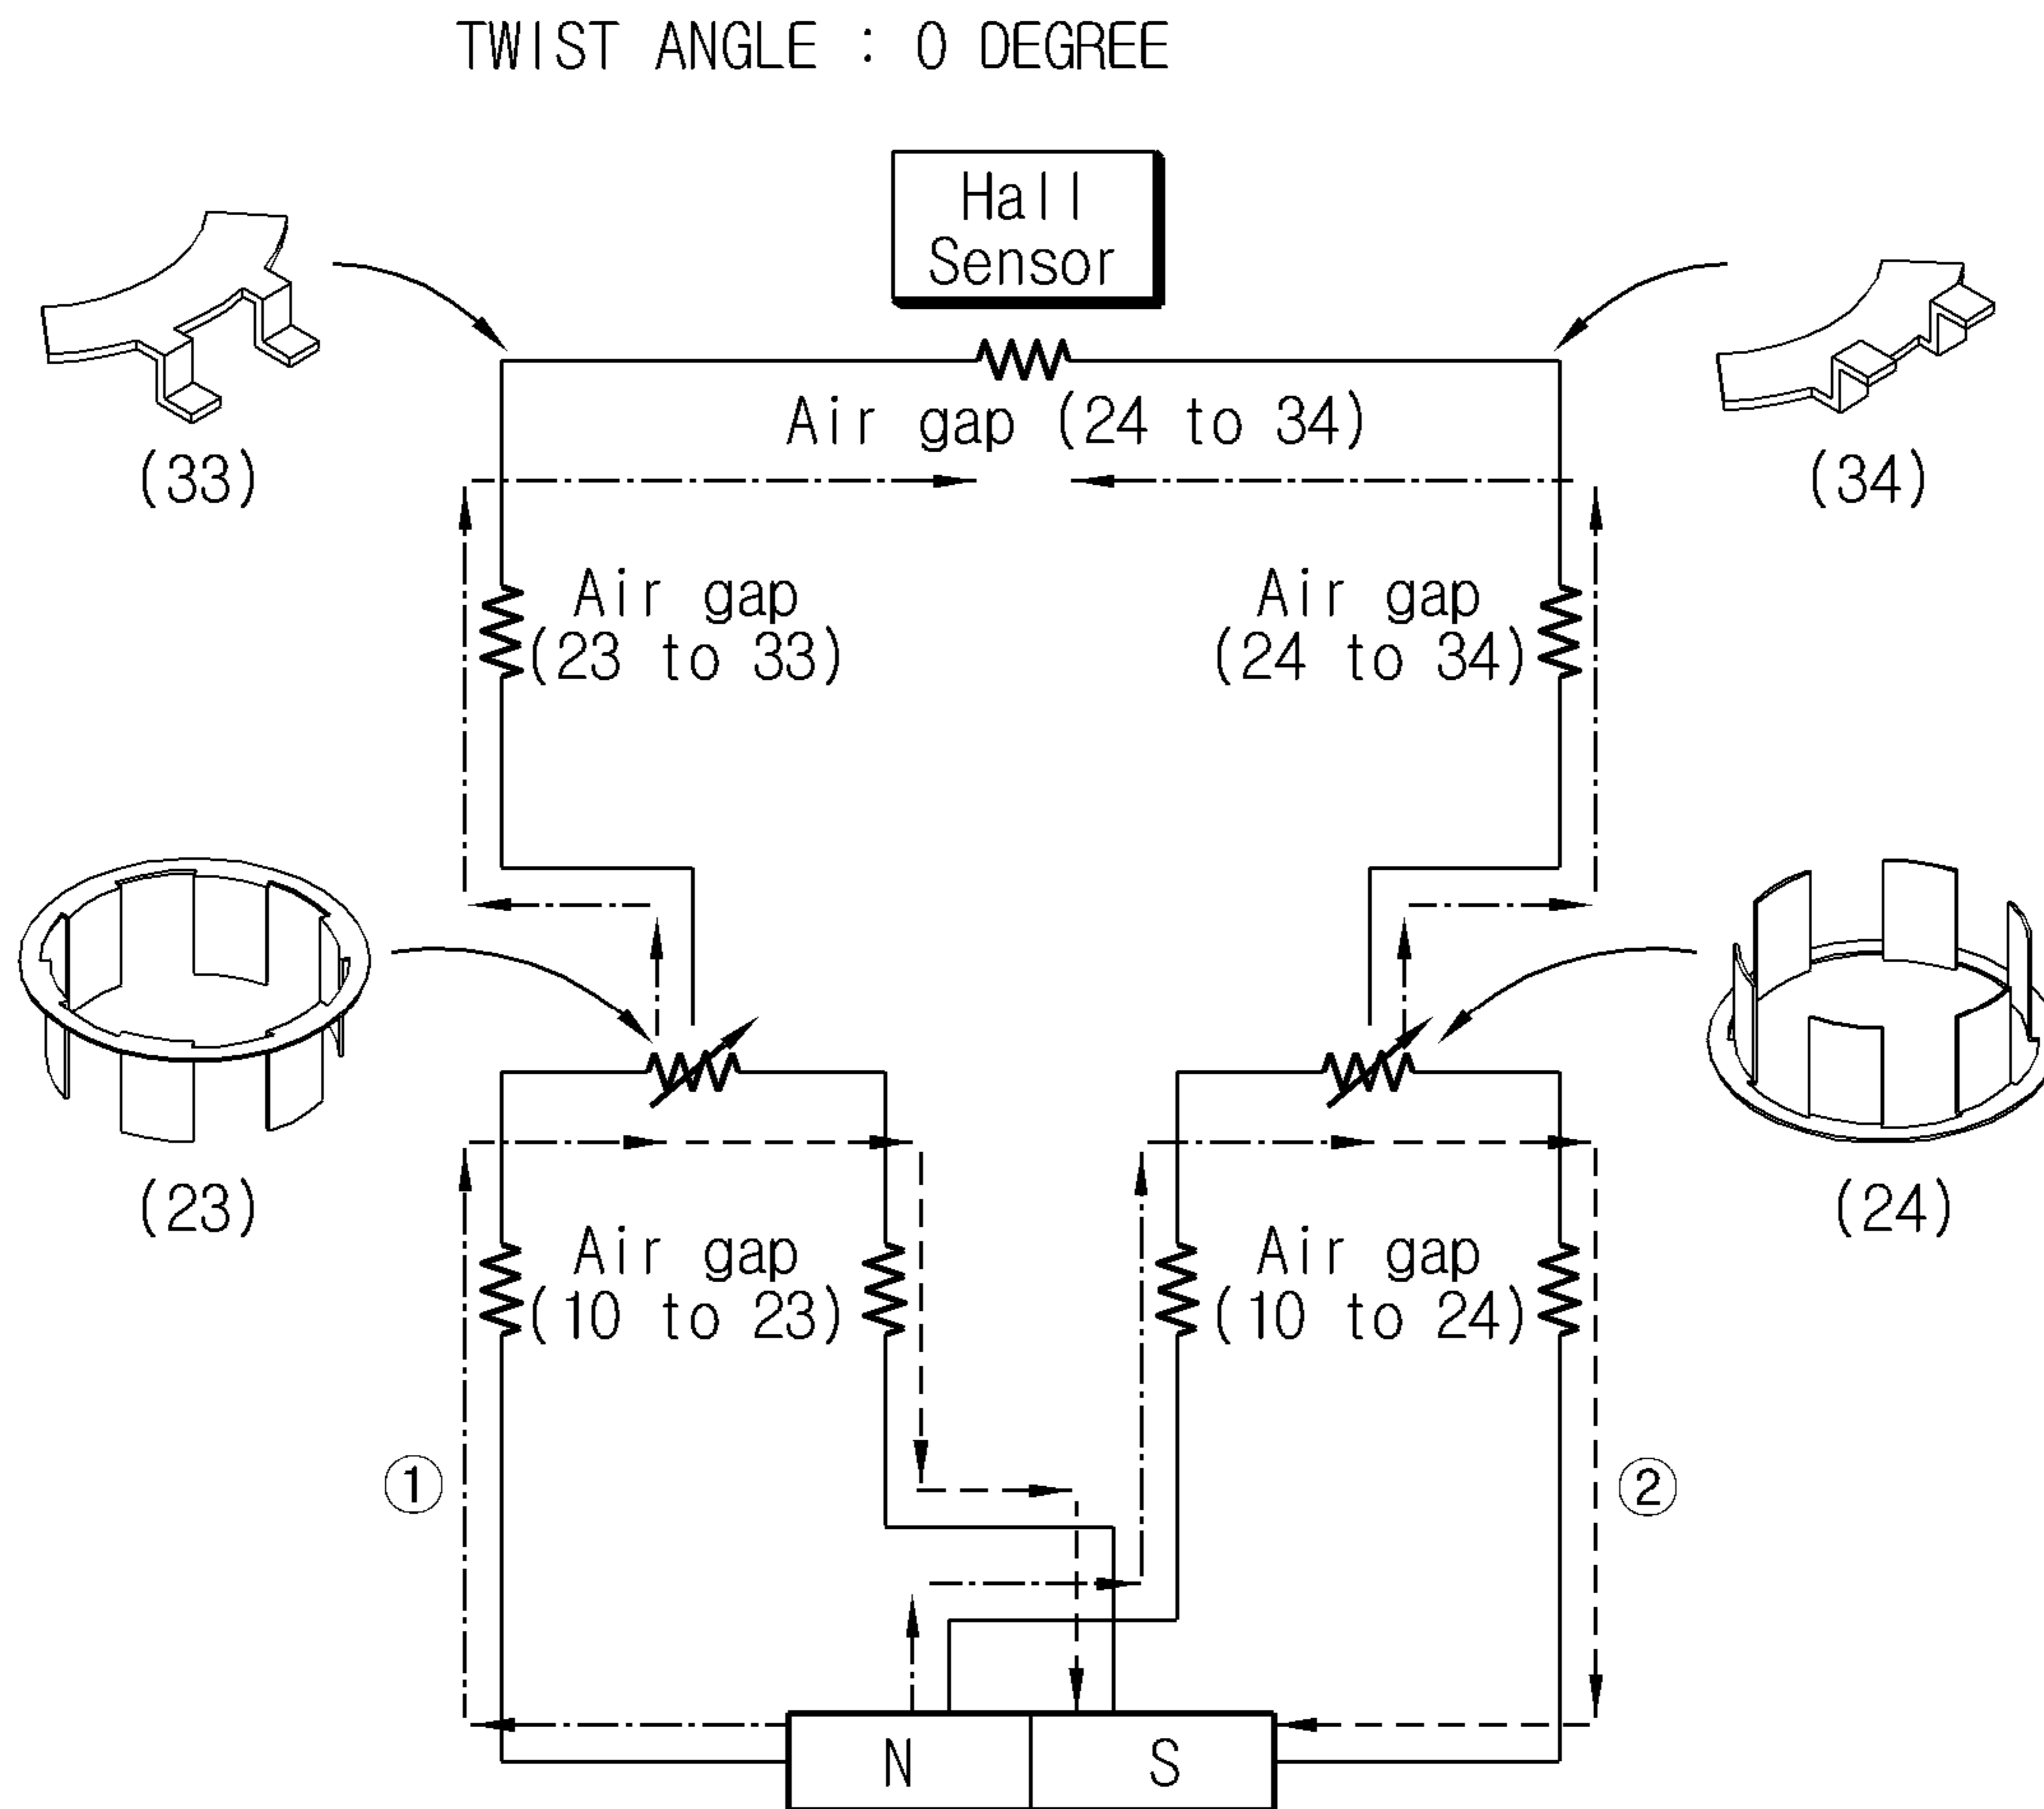 TWIST ANGLE : 0 DEGREE
Hall
Sensor
Air gap (24 to 34)
(33)
(34)
Air gap
(23 to 33)
Air gap
(24 to 34)
(23)
(24)
Air gap
(10 to 23)
Air gap
(10 to 24)
①
②
N
S